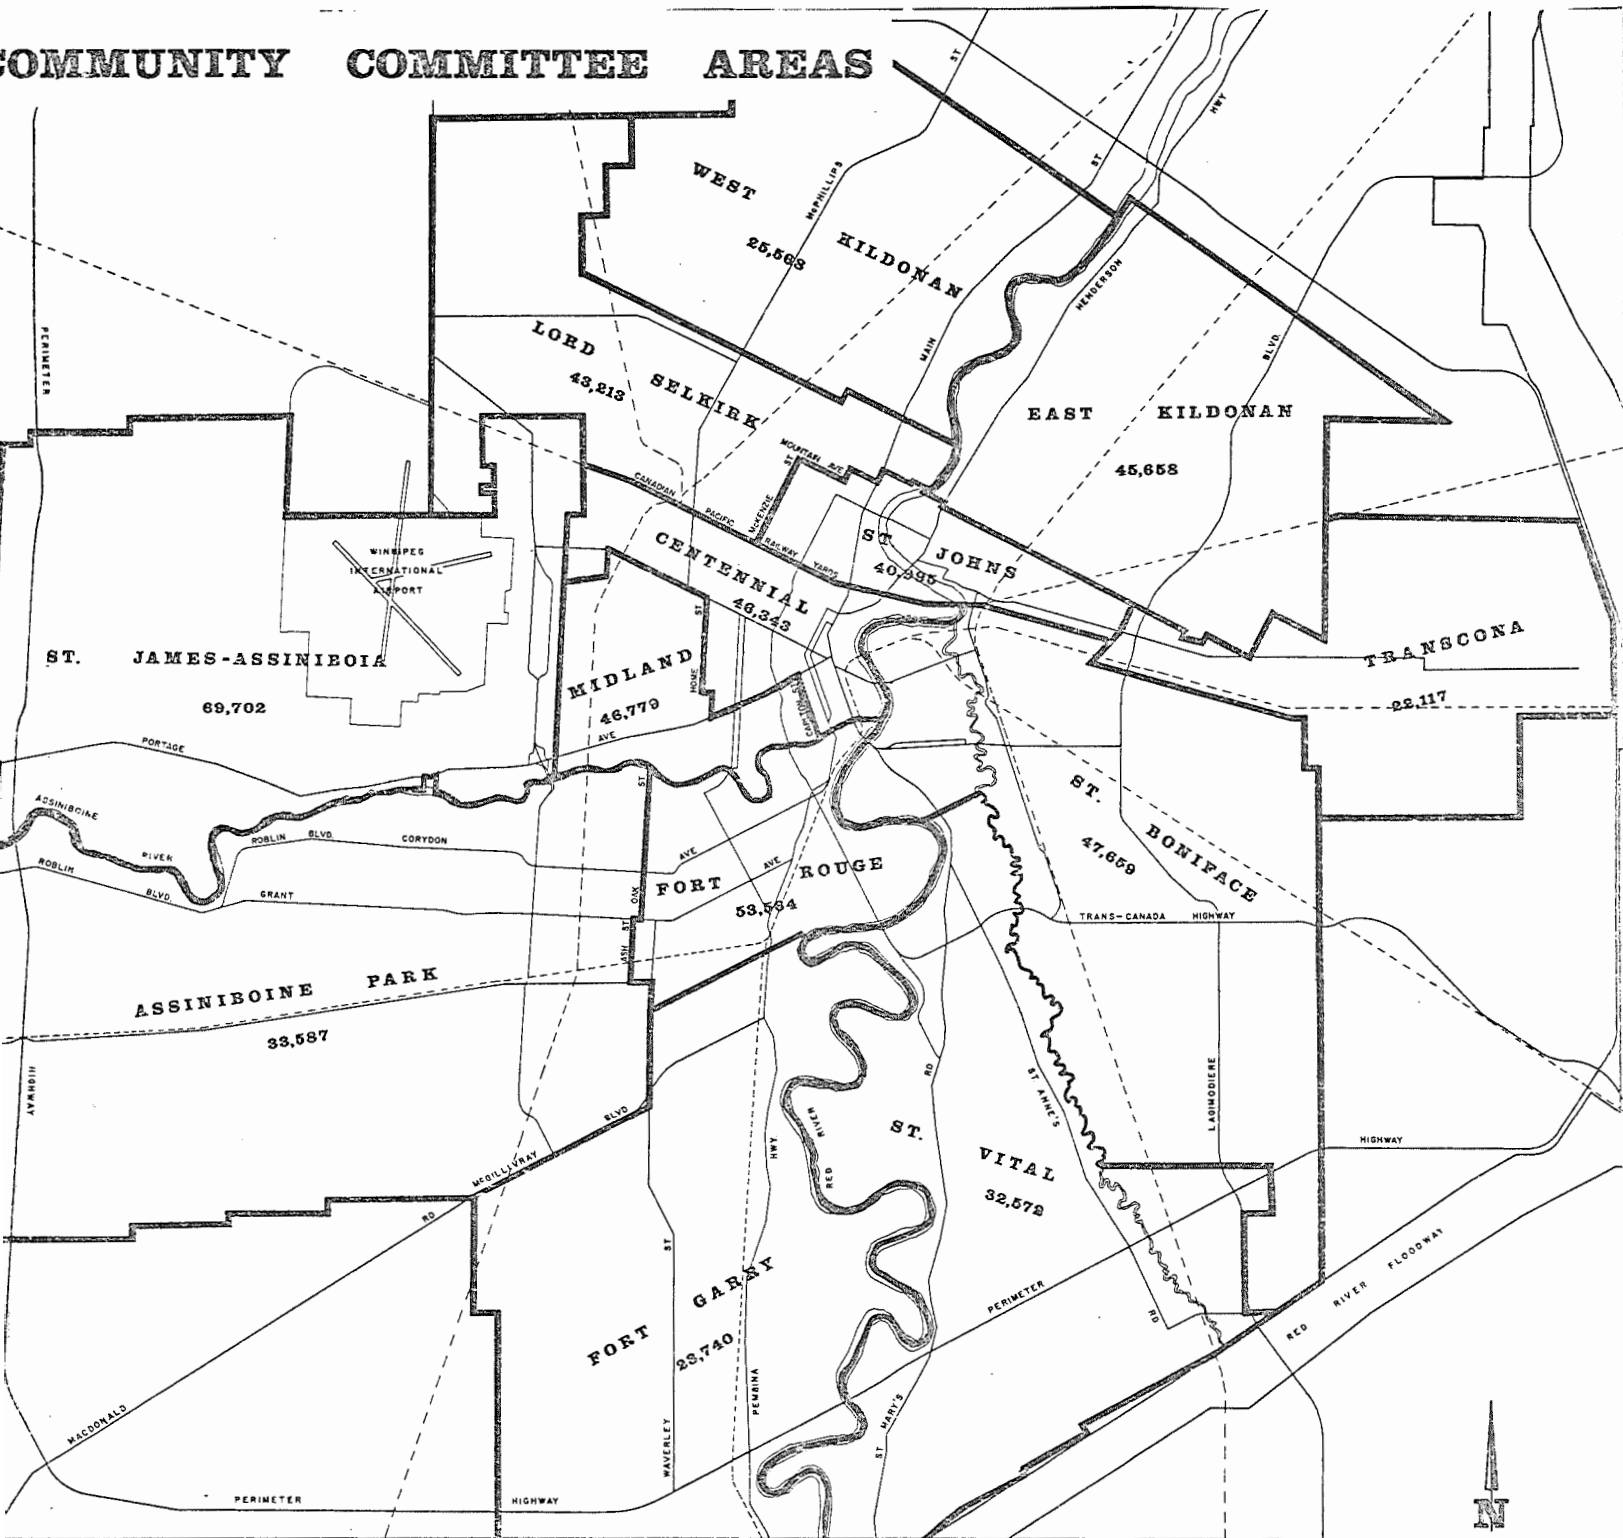 COMMUNITY COMMITTEE AREAS
ST
HWY
WEST
McPHILLIPS
ST
25,563
KILDONAN
HENDERSON
PERIMETER
LORD
MAIN
BLVD.
43,213
SELKIRK
EAST KILDONAN
MOUNTAIN AVE
ST
45,658
CANADIAN
PACIFIC
McKENZIE
RAILWAY
YARDS
ST. JOHNS
40,995
WINNIPEG
INTERNATIONAL
AIRPORT
CENTENNIAL
46,343
ST
ST. JAMES-ASSINIBOIA
69,702
MIDLAND
46,779
HOME
TRANSCONA
22,117
PORTAGE
AVE
ST
ST.
BONIFACE
47,659
ASSINIBOINE
RIVER
ROBLIN BLVD.
CORYDON
AVE
ROBLIN
BLVD.
GRANT
AVE
OAK
FORT ROUGE
53,534
ASH ST
TRANS-CANADA HIGHWAY
ASSINIBOINE PARK
33,587
HIGHWAY
BLVD
McGILLIVRAY
RD
RD
ST ANNE'S
LAGIMODIERE
HIGHWAY
RIVER
RED
HWY
ST.
VITAL
32,572
ST
FORT GARRY
23,740
PERIMETER
RD
RED RIVER FLOODWAY
MACDONALD
WAVERLEY
PEMBINA
ST MARY'S
PERIMETER
HIGHWAY
N